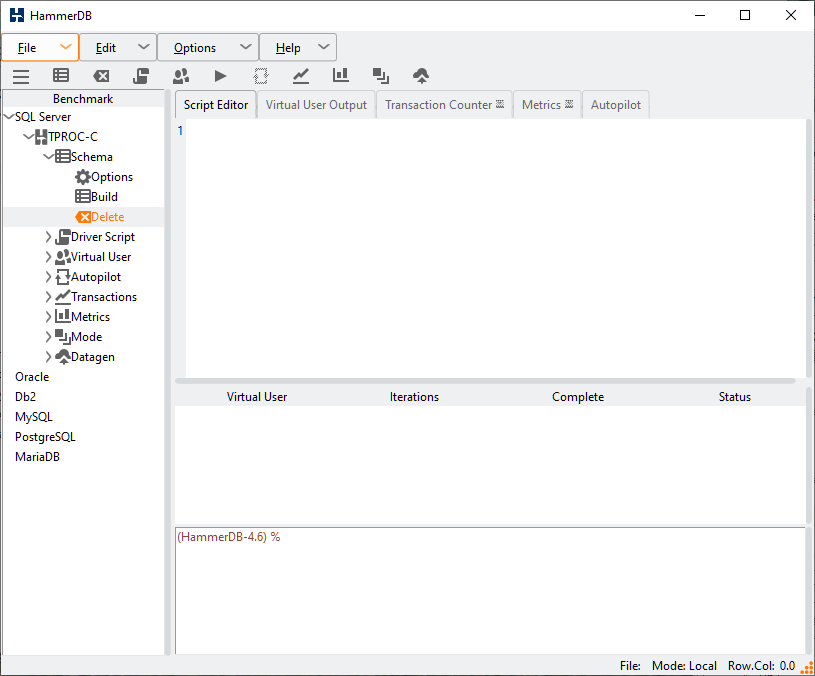 HammerDB
File Edit Options Help
Benchmark
SQL Server
TPROC-C
Schema
Options
Build
Delete
Driver Script
Virtual User
Autopilot
Transactions
Metrics
Mode
Datagen
Oracle
Db2
MySQL
PostgreSQL
MariaDB
Script Editor Virtual User Output Transaction Counter Metrics Autopilot
1
Virtual User Iterations Complete Status
(HammerDB-4.6) %
File: Mode: Local Row.Col: 0.0